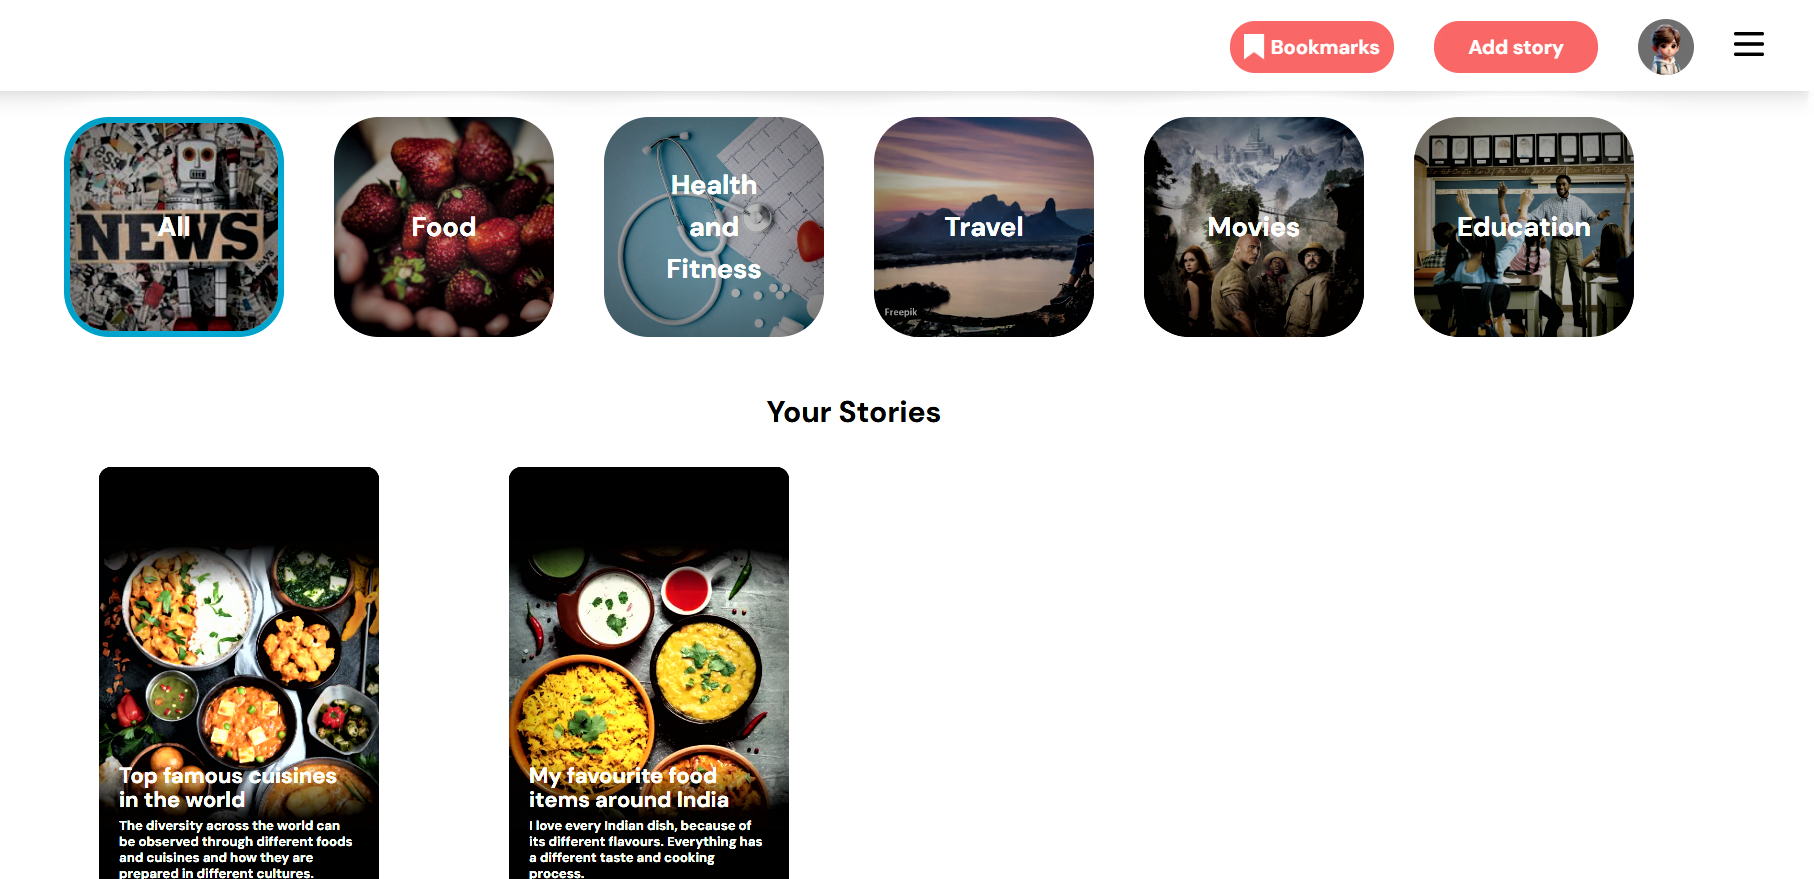 Bookmarks
Add story
NEWS
All
Food
Health
and
Fitness
Travel
Freepik
Movies
Education
Your Stories
Top famous cuisines
in the world
The diversity across the world can
be observed through different foods
and cuisines and how they are
prepared in different cultures.
My favourite food
items around India
I love every Indian dish, because of
its different flavours. Everything has
a different taste and cooking
process.